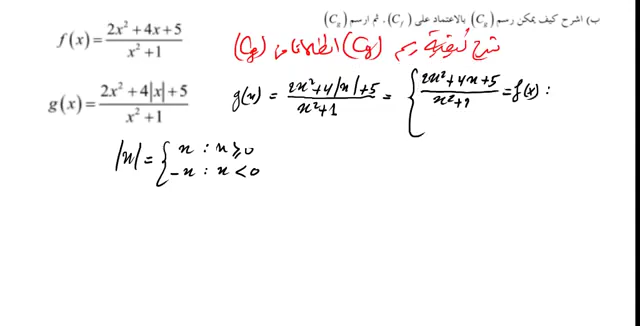 ب) اشرح كيف يمكن رسم (C_g) بالاعتماد على (C_f). ثم ارسم (C_g)
f(x) = (2x² + 4x + 5)/(x² + 1)
شرح كيفية رسم (C_g) انطلاقا من (C_f)
g(x) = (2x² + 4|x| + 5)/(x² + 1)
g(x) = (2x² + 4|x| + 5)/(x² + 1) = { (2x² + 4x + 5)/(x² + 1) = f(x) :
|x| = { x : x ≥ 0
-x : x < 0